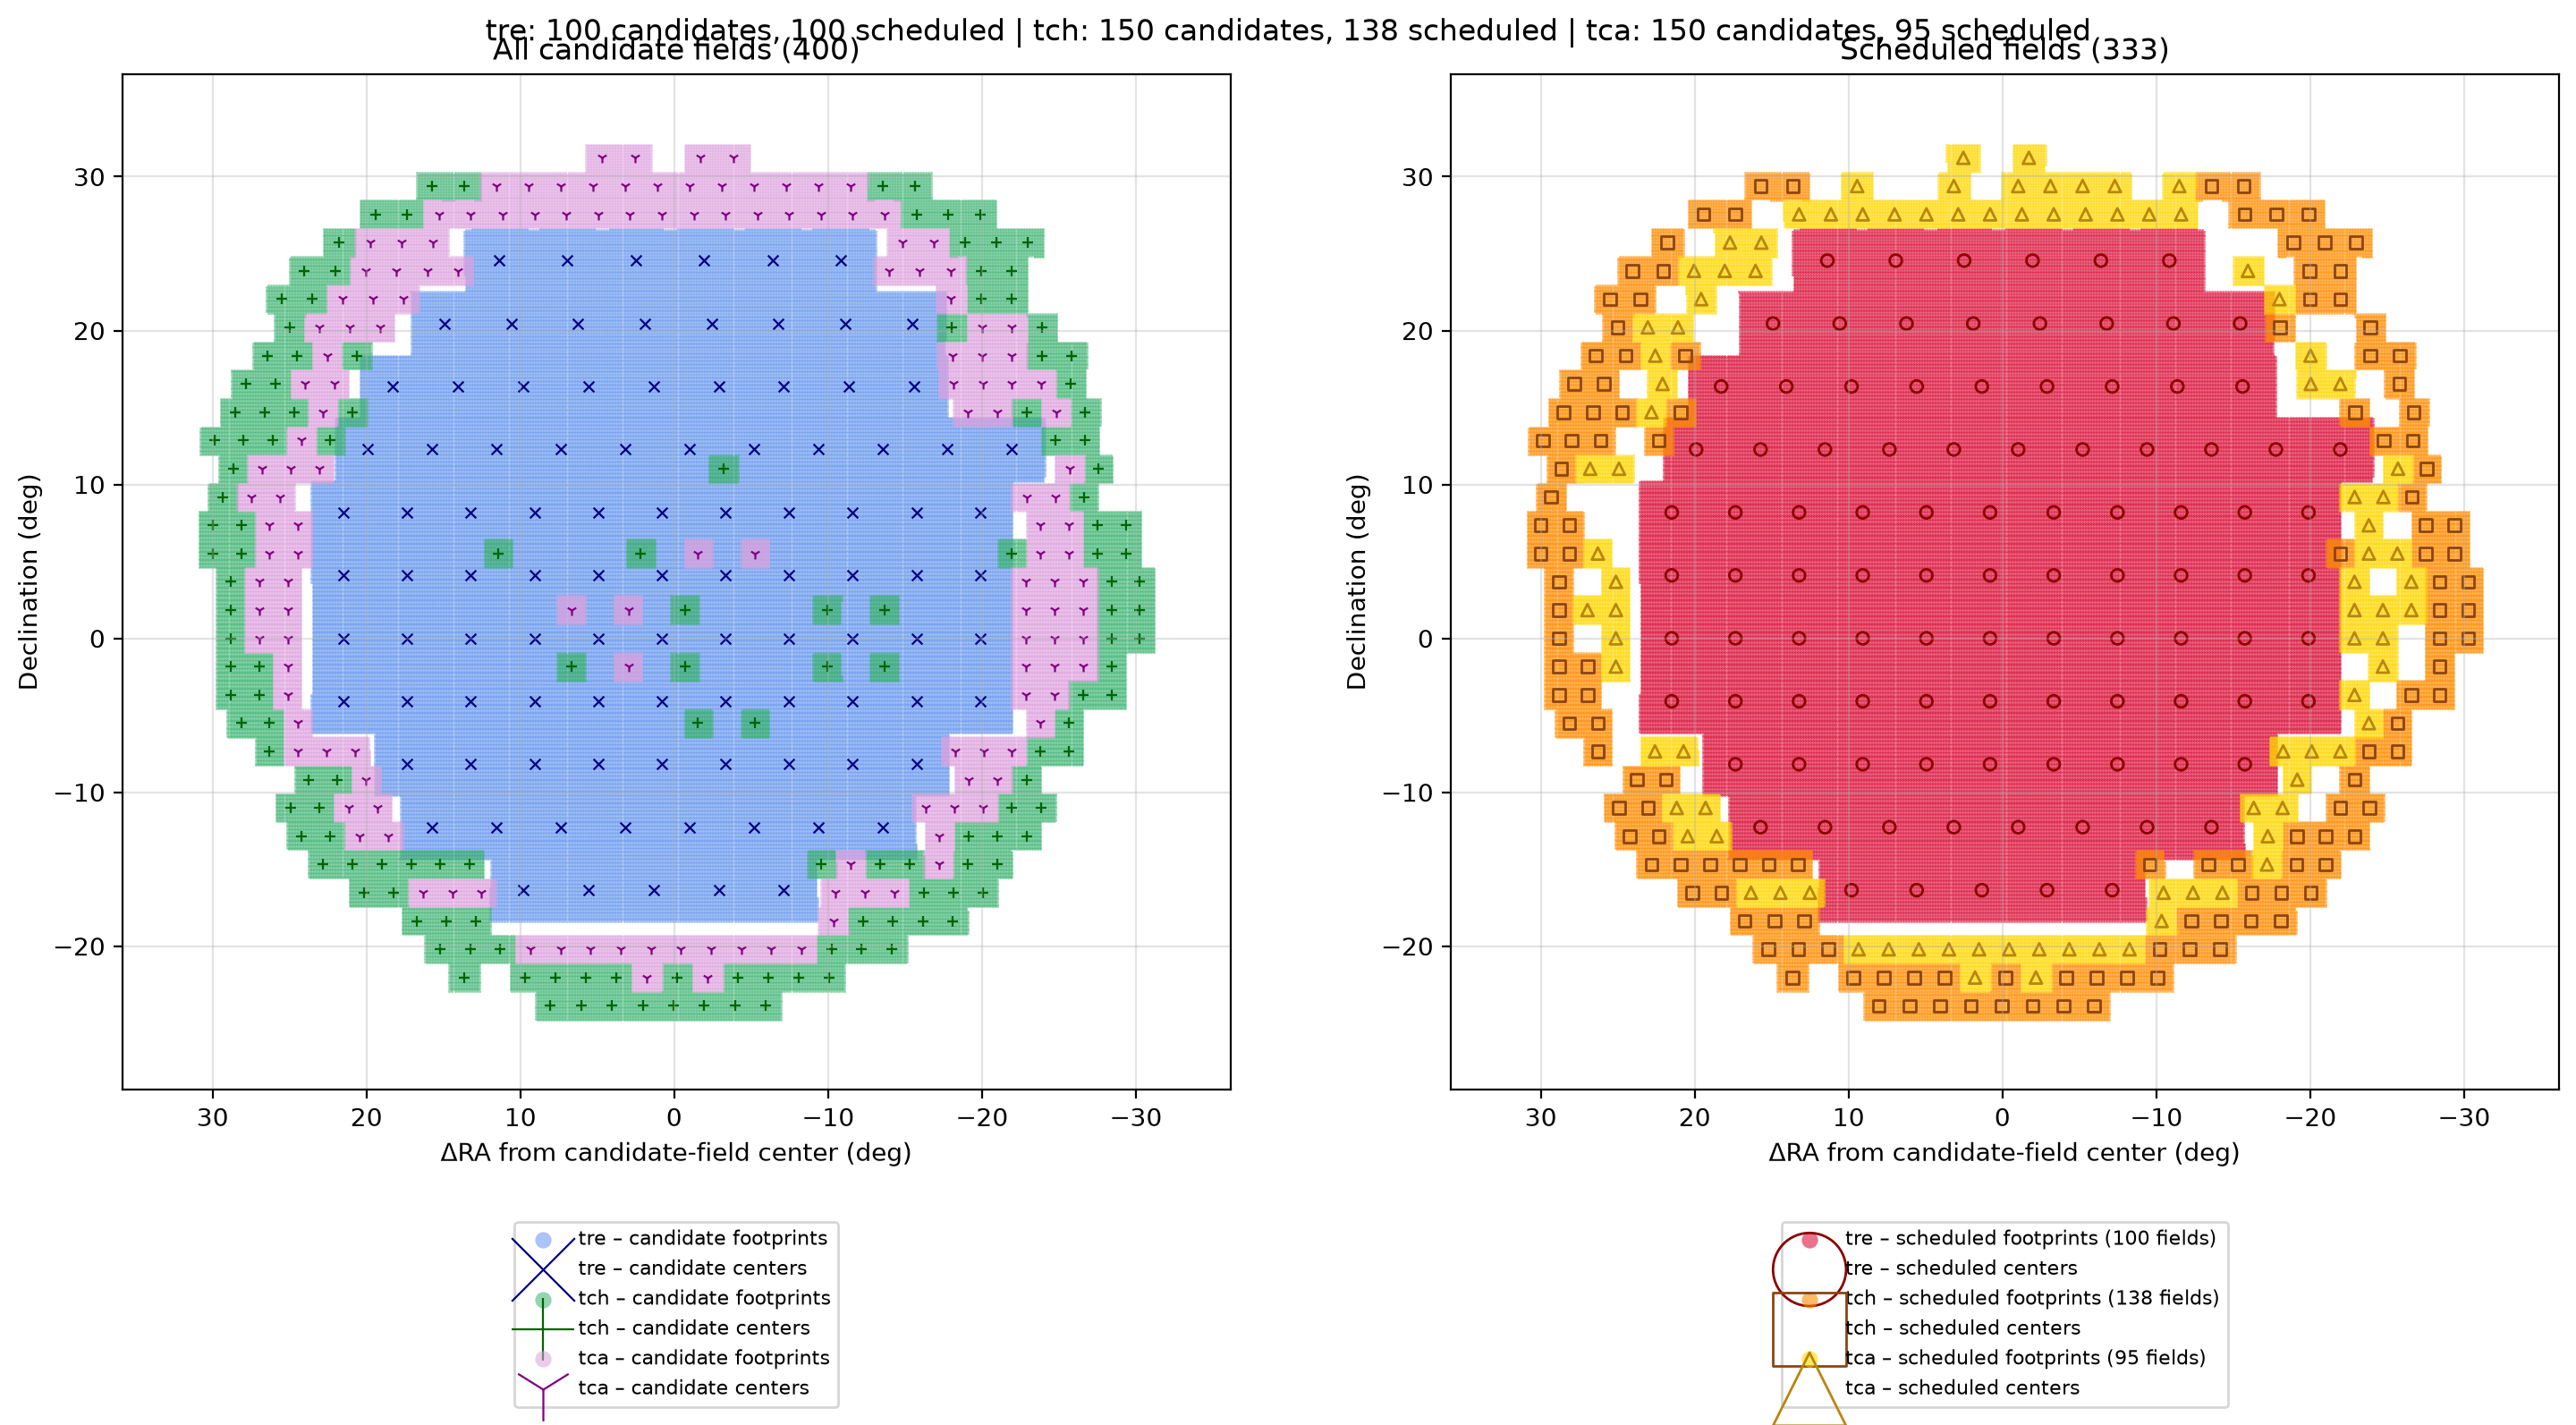 tre: 100 candidates, 100 scheduled | tch: 150 candidates, 138 scheduled | tca: 150 candidates, 95 scheduled
All candidate fields (400)
Scheduled fields (333)
Declination (deg)
30
20
10
0
−10
−20
30
20
10
0
−10
−20
−30
ΔRA from candidate-field center (deg)
Declination (deg)
30
20
10
0
−10
−20
30
20
10
0
−10
−20
−30
ΔRA from candidate-field center (deg)
tre – candidate footprints
tre – candidate centers
tch – candidate footprints
tch – candidate centers
tca – candidate footprints
tca – candidate centers
tre – scheduled footprints (100 fields)
tre – scheduled centers
tch – scheduled footprints (138 fields)
tch – scheduled centers
tca – scheduled footprints (95 fields)
tca – scheduled centers